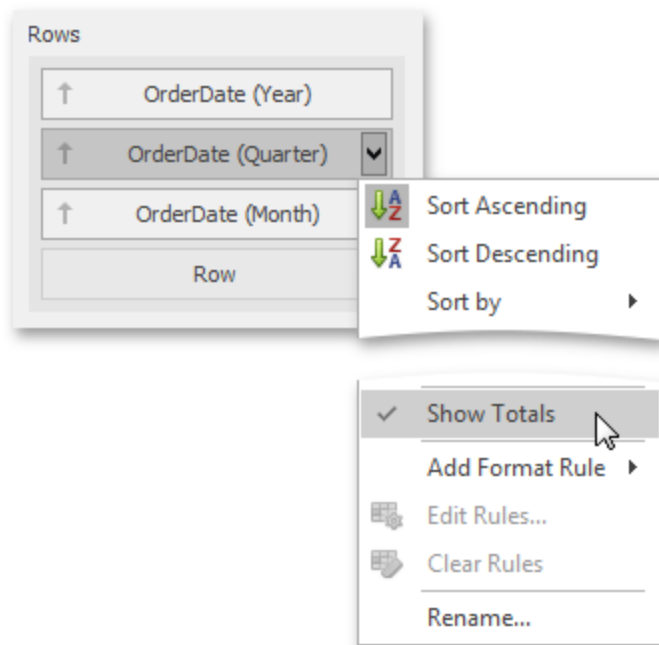 Rows
OrderDate (Year)
OrderDate (Quarter)
OrderDate (Month)
Row
Sort Ascending
Sort Descending
Sort by
Show Totals
Add Format Rule
Edit Rules...
Clear Rules
Rename...